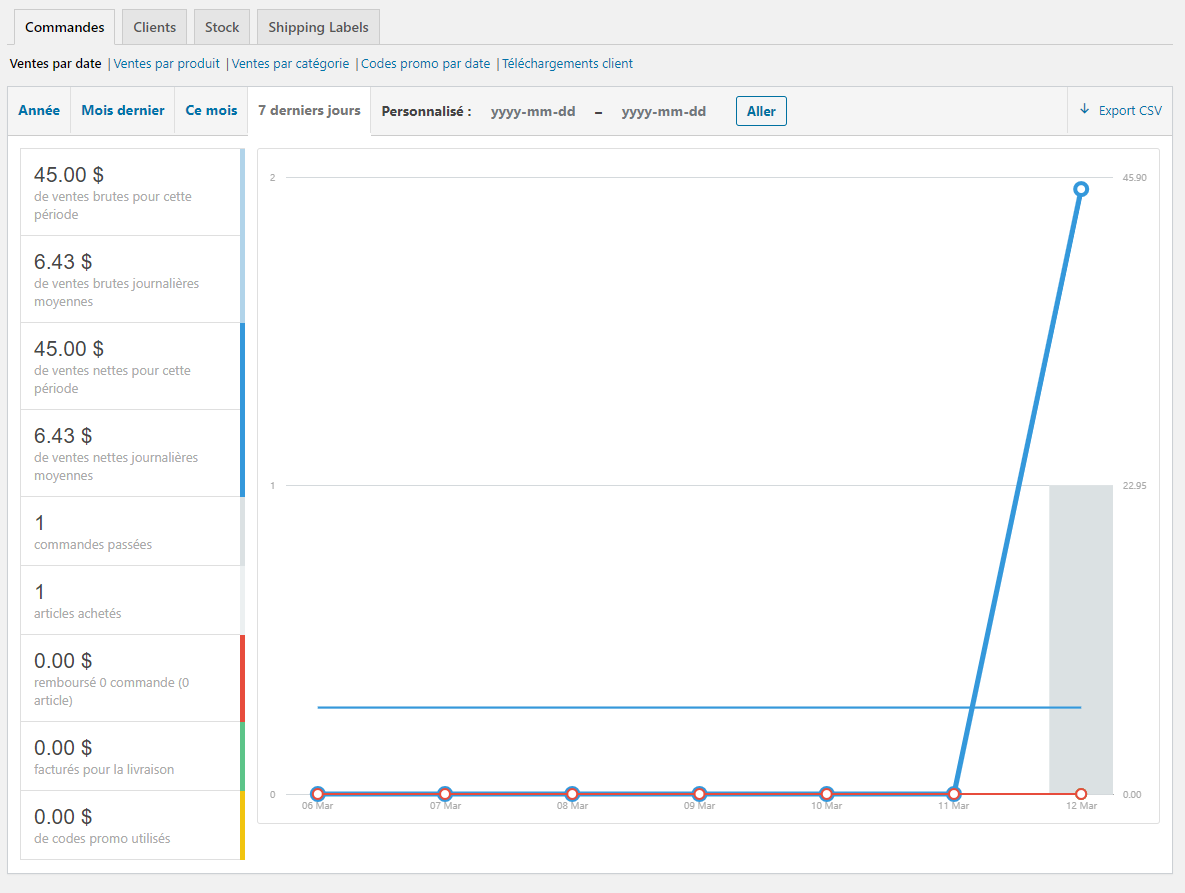 Commandes Clients Stock Shipping Labels
Ventes par date | Ventes par produit | Ventes par catégorie | Codes promo par date | Téléchargements client
Année Mois dernier Ce mois 7 derniers jours Personnalisé : yyyy-mm-dd – yyyy-mm-dd Aller Export CSV
45.00 $
de ventes brutes pour cette
période
6.43 $
de ventes brutes journalières
moyennes
45.00 $
de ventes nettes pour cette
période
6.43 $
de ventes nettes journalières
moyennes
1
commandes passées
1
articles achetés
0.00 $
remboursé 0 commande (0
article)
0.00 $
facturés pour la livraison
0.00 $
de codes promo utilisés
2 45.90
1 22.95
0 0.00
06 Mar 07 Mar 08 Mar 09 Mar 10 Mar 11 Mar 12 Mar